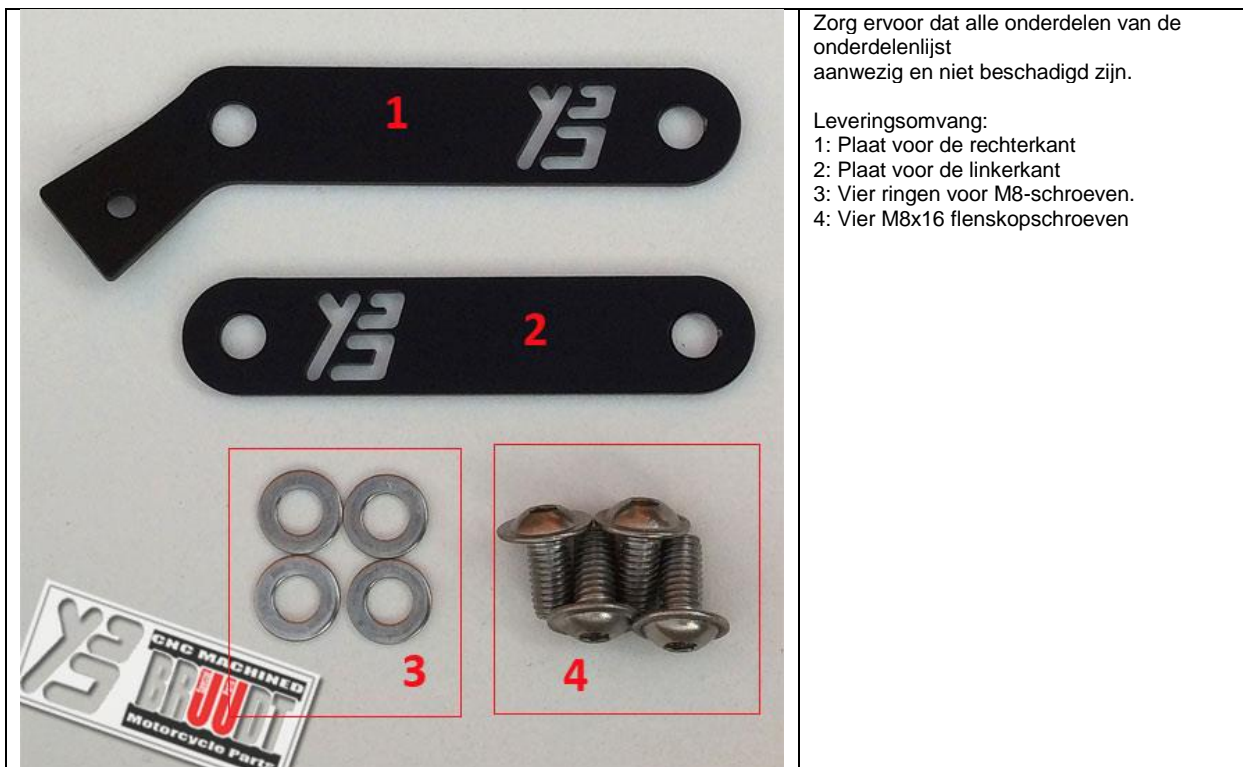 1
2
3
4
CNC MACHINED
BRUUDT
Motorcycle Parts
Zorg ervoor dat alle onderdelen van de
onderdelenlijst
aanwezig en niet beschadigd zijn.
Leveringsomvang:
1: Plaat voor de rechterkant
2: Plaat voor de linkerkant
3: Vier ringen voor M8-schroeven.
4: Vier M8x16 flenskopschroeven